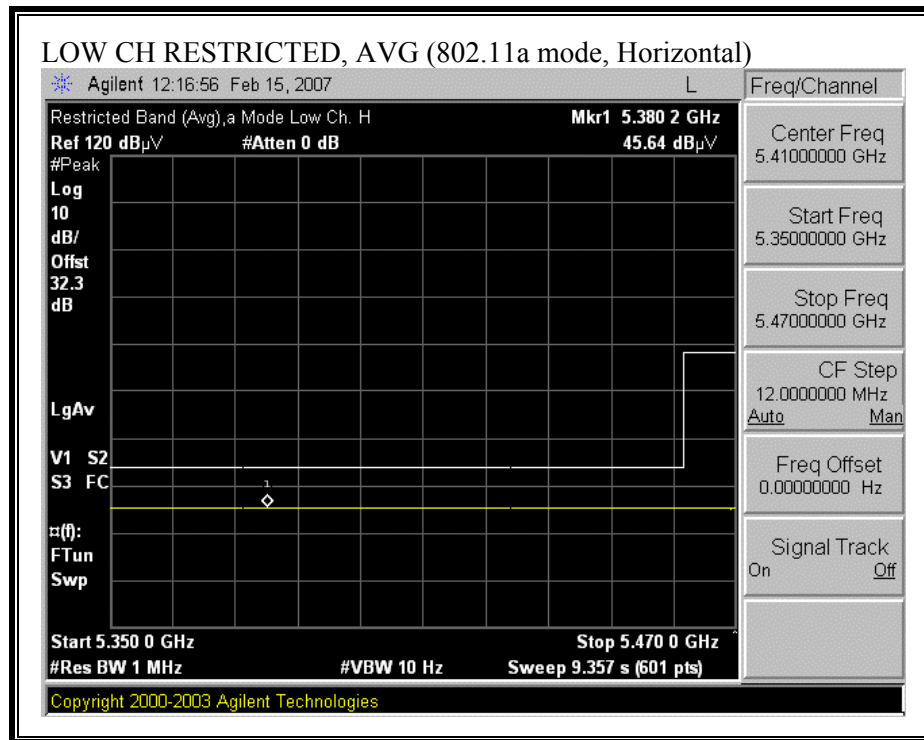 LOW CH RESTRICTED, AVG (802.11a mode, Horizontal)
Agilent 12:16:56 Feb 15, 2007 L
Restricted Band (Avg),a Mode Low Ch. H Mkr1 5.380 2 GHz
Ref 120 dBµV #Atten 0 dB 45.64 dBµV
#Peak
Log
10
dB/
Offst
32.3
dB
LgAv
V1 S2
S3 FC
1
¤(f):
FTun
Swp
Start 5.350 0 GHz Stop 5.470 0 GHz ^
#Res BW 1 MHz #VBW 10 Hz Sweep 9.357 s (601 pts)
Copyright 2000-2003 Agilent Technologies
Freq/Channel
Center Freq
5.41000000 GHz
Start Freq
5.35000000 GHz
Stop Freq
5.47000000 GHz
CF Step
12.0000000 MHz
Auto Man
Freq Offset
0.00000000 Hz
Signal Track
On Off